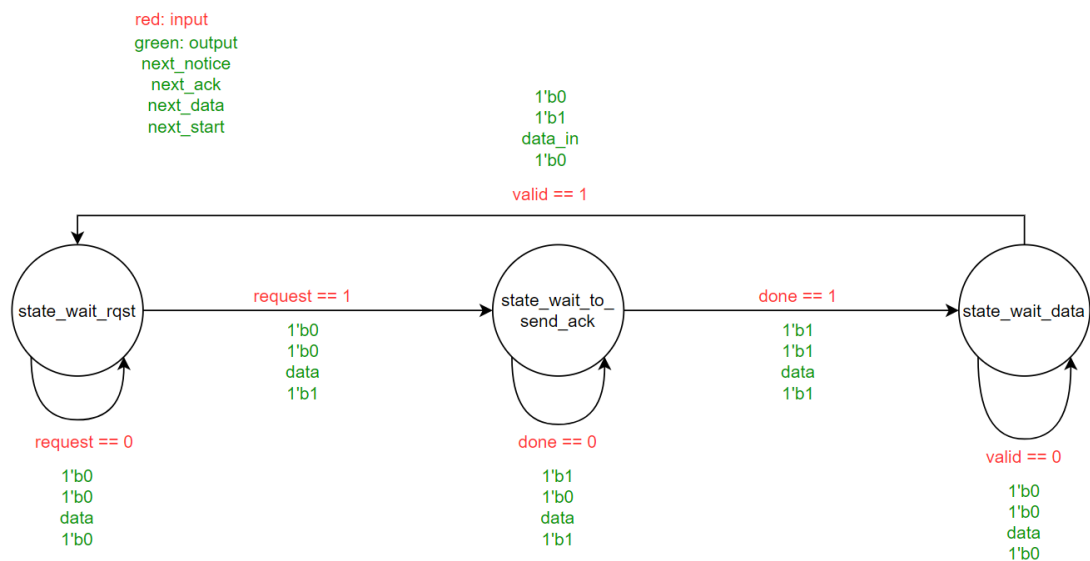 red: input
green: output
next_notice
next_ack
next_data
next_start
1'b0
1'b1
data_in
1'b0
valid == 1
state_wait_rqst
request == 1
1'b0
1'b0
data
1'b1
state_wait_to_
send_ack
done == 1
1'b1
1'b1
data
1'b1
state_wait_data
request == 0
1'b0
1'b0
data
1'b0
done == 0
1'b1
1'b0
data
1'b1
valid == 0
1'b0
1'b0
data
1'b0